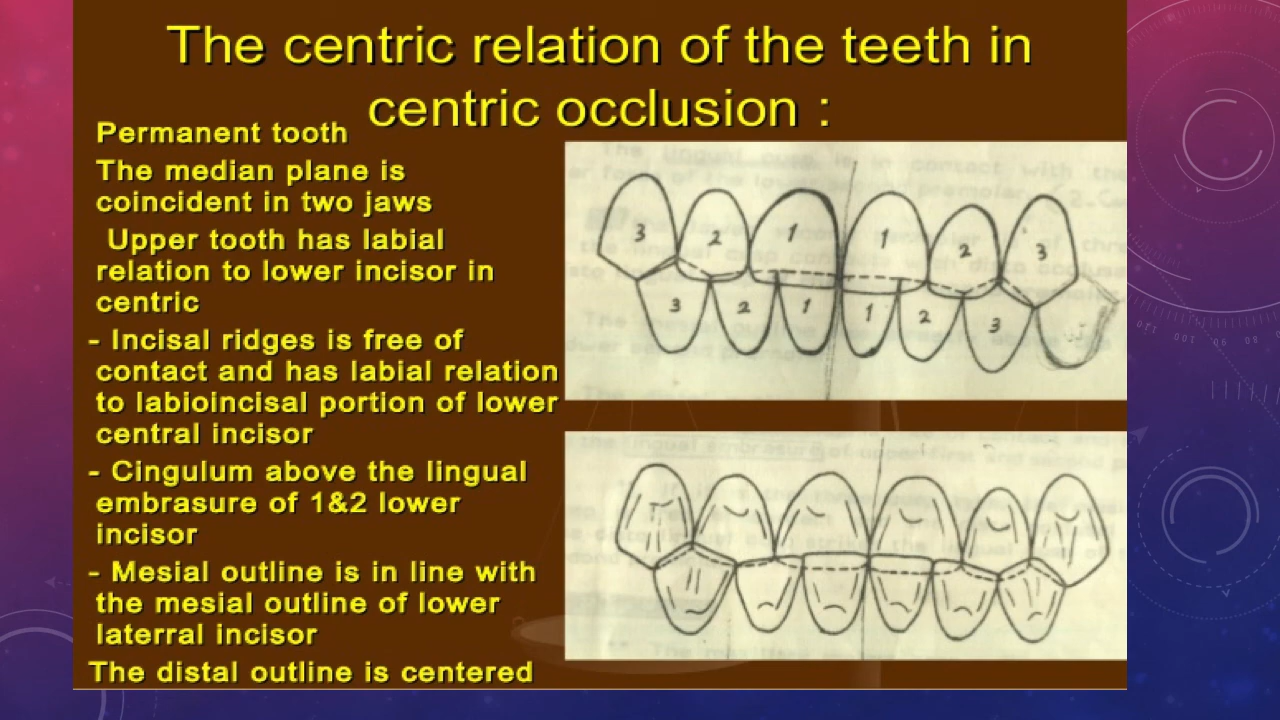 The centric relation of the teeth in
centric occlusion :
Permanent tooth
The median plane is
coincident in two jaws
Upper tooth has labial
relation to lower incisor in
centric
- Incisal ridges is free of
contact and has labial relation
to labioincisal portion of lower
central incisor
- Cingulum above the lingual
embrasure of 1&2 lower
incisor
- Mesial outline is in line with
the mesial outline of lower
laterral incisor
The distal outline is centered
3 2 1 1 2 3
3 2 1 1 2 3